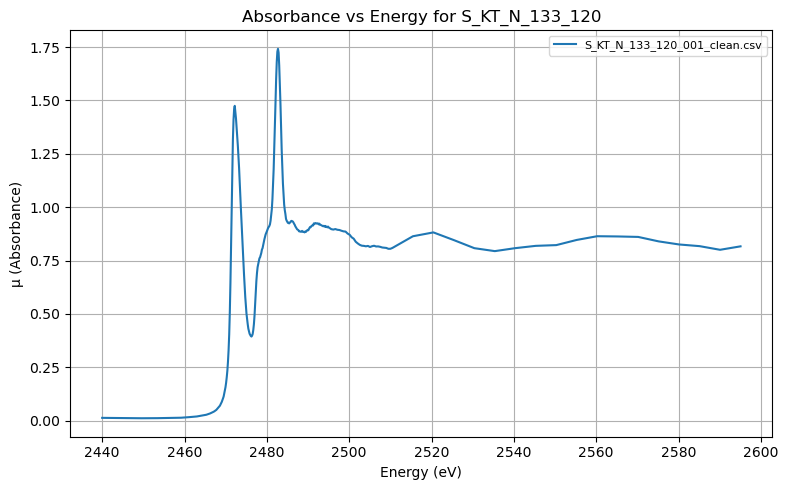 Absorbance vs Energy for S_KT_N_133_120
S_KT_N_133_120_001_clean.csv
1.75
1.50
1.25
1.00
0.75
0.50
0.25
0.00
μ (Absorbance)
2440 2460 2480 2500 2520 2540 2560 2580 2600
Energy (eV)